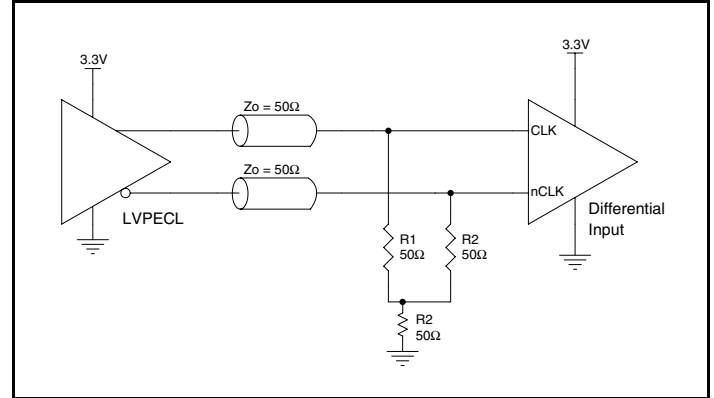 3.3V
3.3V
Zo = 50Ω
CLK
Zo = 50Ω
nCLK
LVPECL
Differential
Input
R1
50Ω
R2
50Ω
R2
50Ω